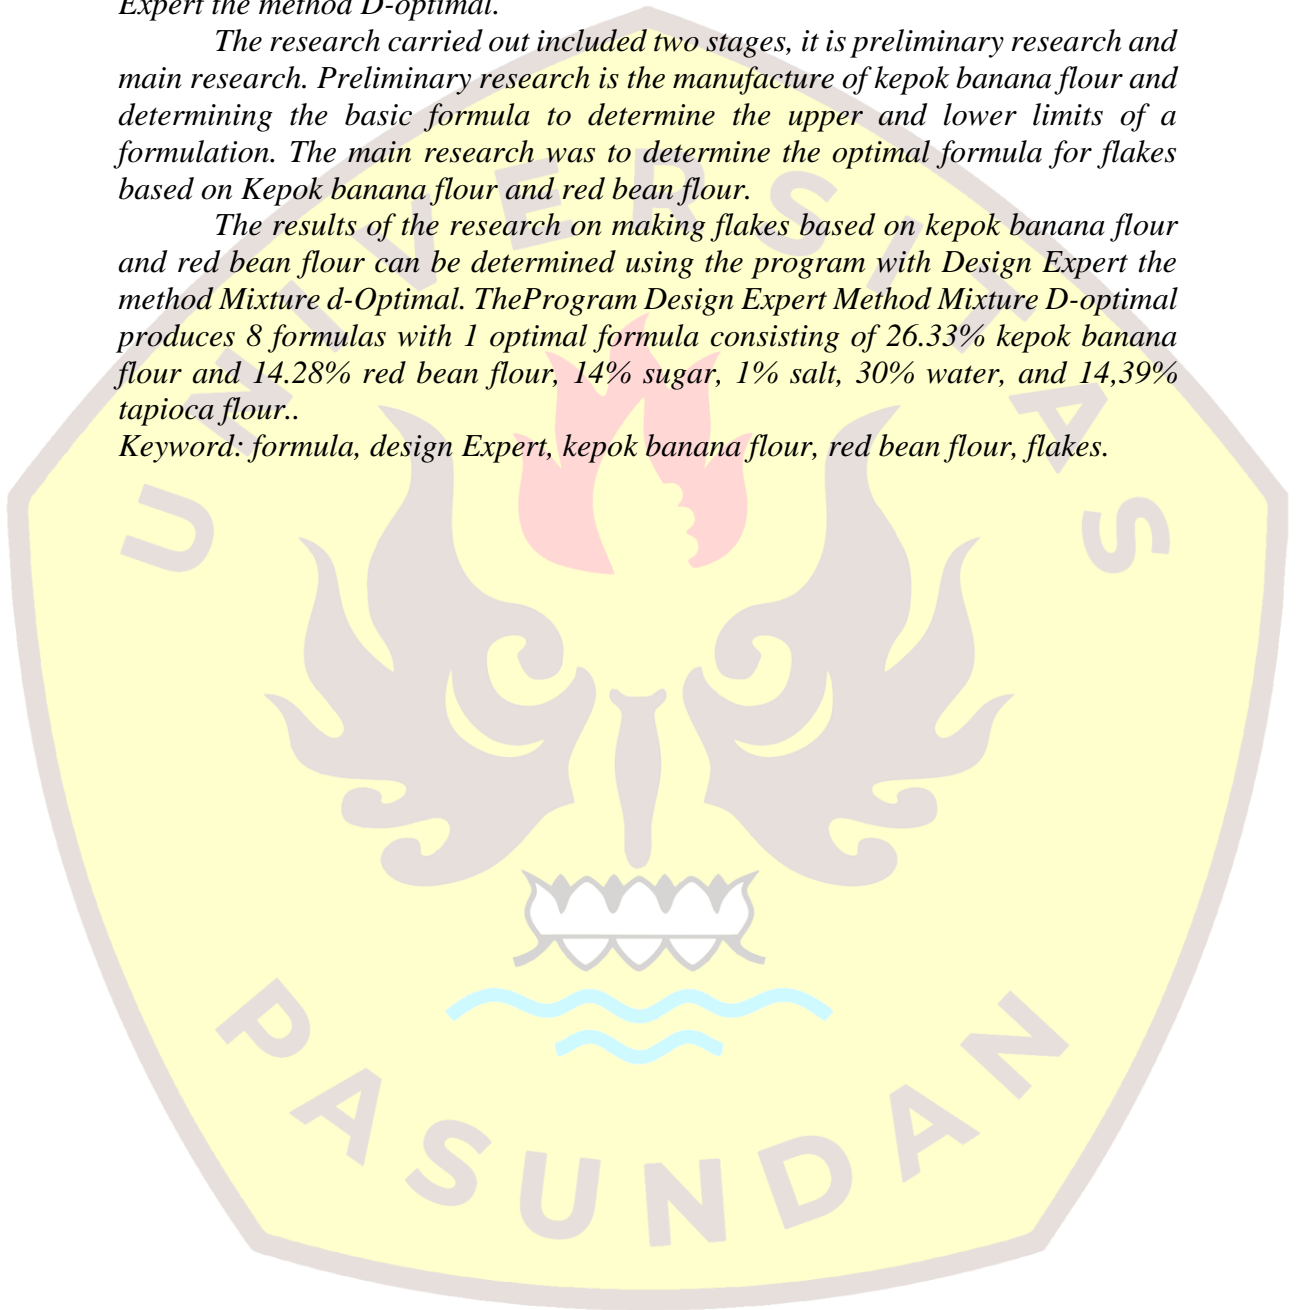 Expert the method D-optimal.
The research carried out included two stages, it is preliminary research and
main research. Preliminary research is the manufacture of kepok banana flour and
determining the basic formula to determine the upper and lower limits of a
formulation. The main research was to determine the optimal formula for flakes
based on Kepok banana flour and red bean flour.
The results of the research on making flakes based on kepok banana flour
and red bean flour can be determined using the program with Design Expert the
method Mixture d-Optimal. TheProgram Design Expert Method Mixture D-optimal
produces 8 formulas with 1 optimal formula consisting of 26.33% kepok banana
flour and 14.28% red bean flour, 14% sugar, 1% salt, 30% water, and 14,39%
tapioca flour..
Keyword: formula, design Expert, kepok banana flour, red bean flour, flakes.
UNIVERSITAS
PASUNDAN